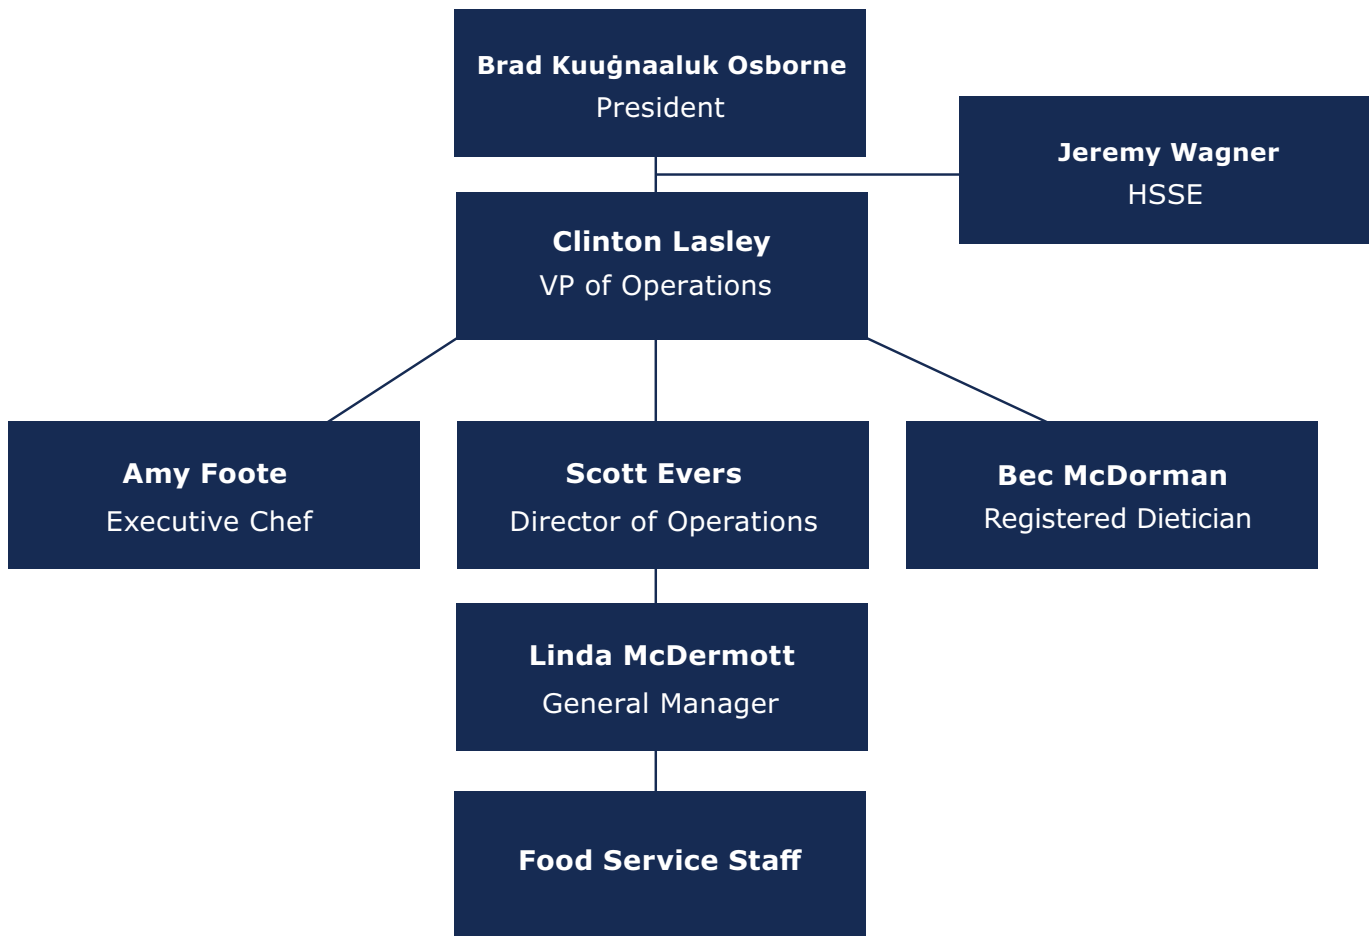 Brad Kuuġnaaluk Osborne
President
Jeremy Wagner
HSSE
Clinton Lasley
VP of Operations
Amy Foote
Executive Chef
Scott Evers
Director of Operations
Bec McDorman
Registered Dietician
Linda McDermott
General Manager
Food Service Staff